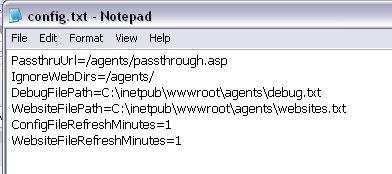 config.txt - Notepad
File Edit Format View Help
PassthruUrl=/agents/passthrough.asp
IgnoreWebDirs=/agents/
DebugFilePath=C:\inetpub\wwwroot\agents\debug.txt
WebsiteFilePath=C:\inetpub\wwwroot\agents\websites.txt
ConfigFileRefreshMinutes=1
WebsiteFileRefreshMinutes=1